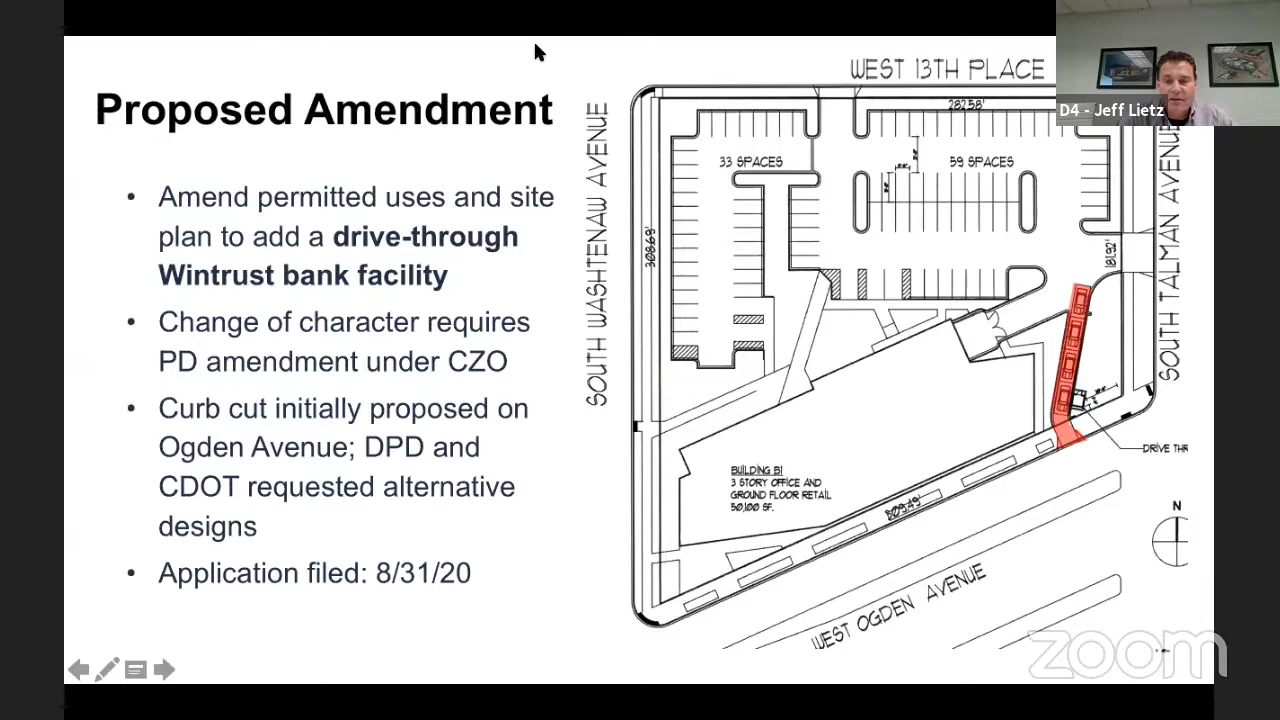 Proposed Amendment
• Amend permitted uses and site
plan to add a drive-through
Wintrust bank facility
• Change of character requires
PD amendment under CZO
• Curb cut initially proposed on
Ogden Avenue; DPD and
CDOT requested alternative
designs
• Application filed: 8/31/20
WEST 13TH PLACE
282.58'
SOUTH WASHTENAW AVENUE
33 SPACES
59 SPACES
308.69'
181.92'
SOUTH TALMAN AVENUE
BUILDING B1
3 STORY OFFICE AND
GROUND FLOOR RETAIL
50,100 SF.
309.49'
DRIVE THR
N
WEST OGDEN AVENUE
D4 - Jeff Lietz
zoom